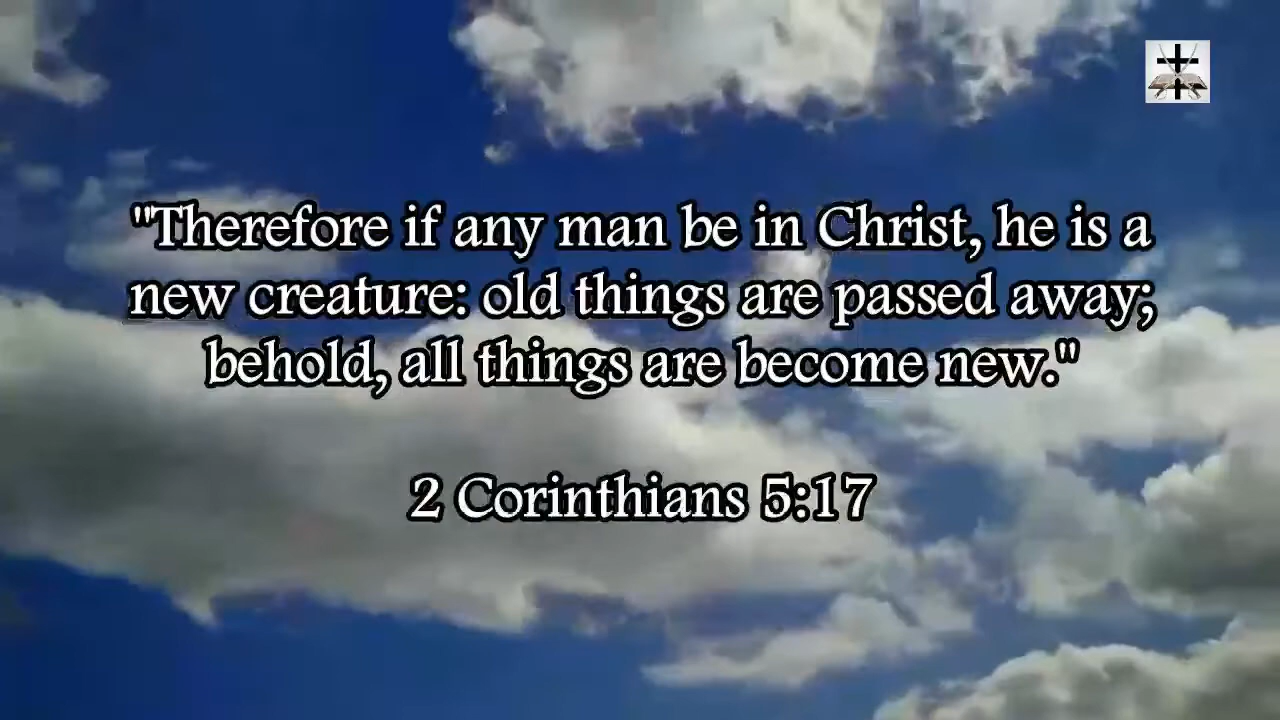 "Therefore if any man be in Christ, he is a
new creature: old things are passed away;
behold, all things are become new."
2 Corinthians 5:17